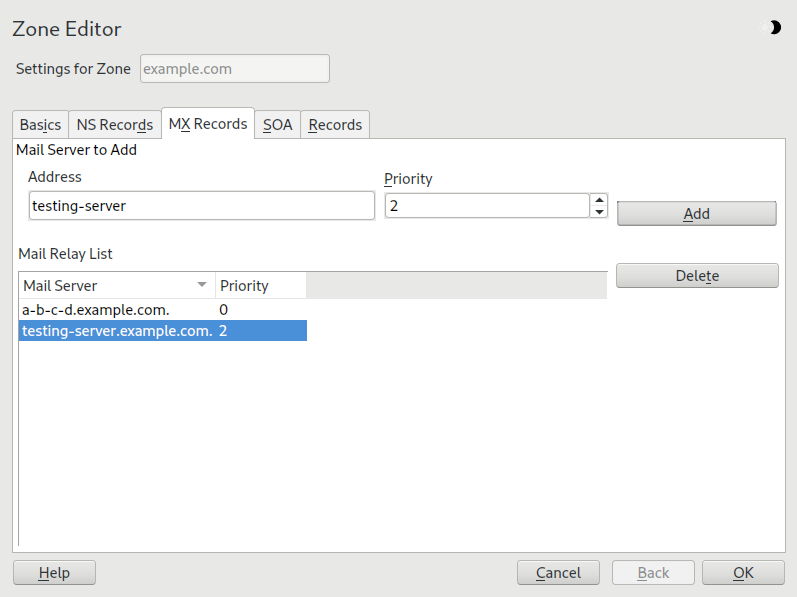 Zone Editor
Settings for Zone example.com
Basics NS Records MX Records SOA Records
Mail Server to Add
Address Priority
testing-server 2 Add
Mail Relay List
Delete
Mail Server Priority
a-b-c-d.example.com. 0
testing-server.example.com. 2
Help Cancel Back OK